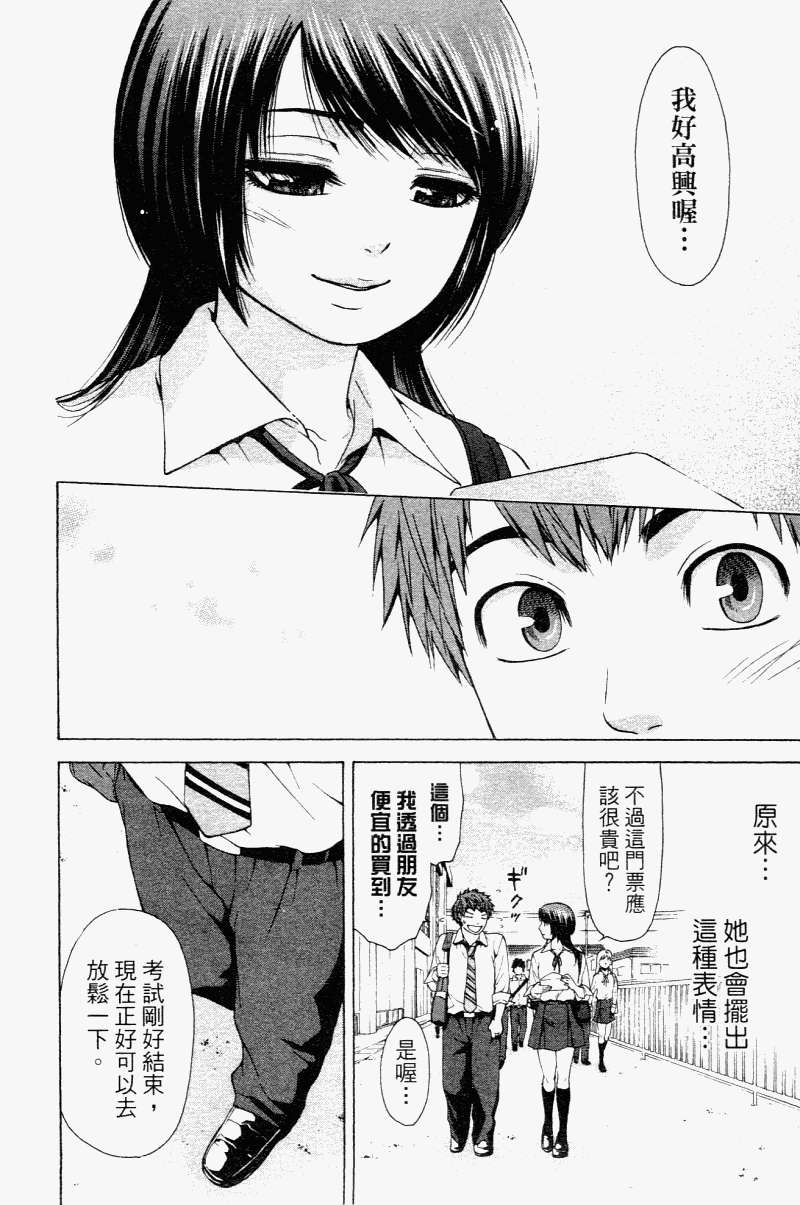 我好高興喔…
原來…
她也會擺出
這種表情…
不過這門票應
該很貴吧？
ギクッ
這個…
我透過朋友
便宜的買到…
是喔…
考試剛好結束，
現在正好可以去
放鬆一下。